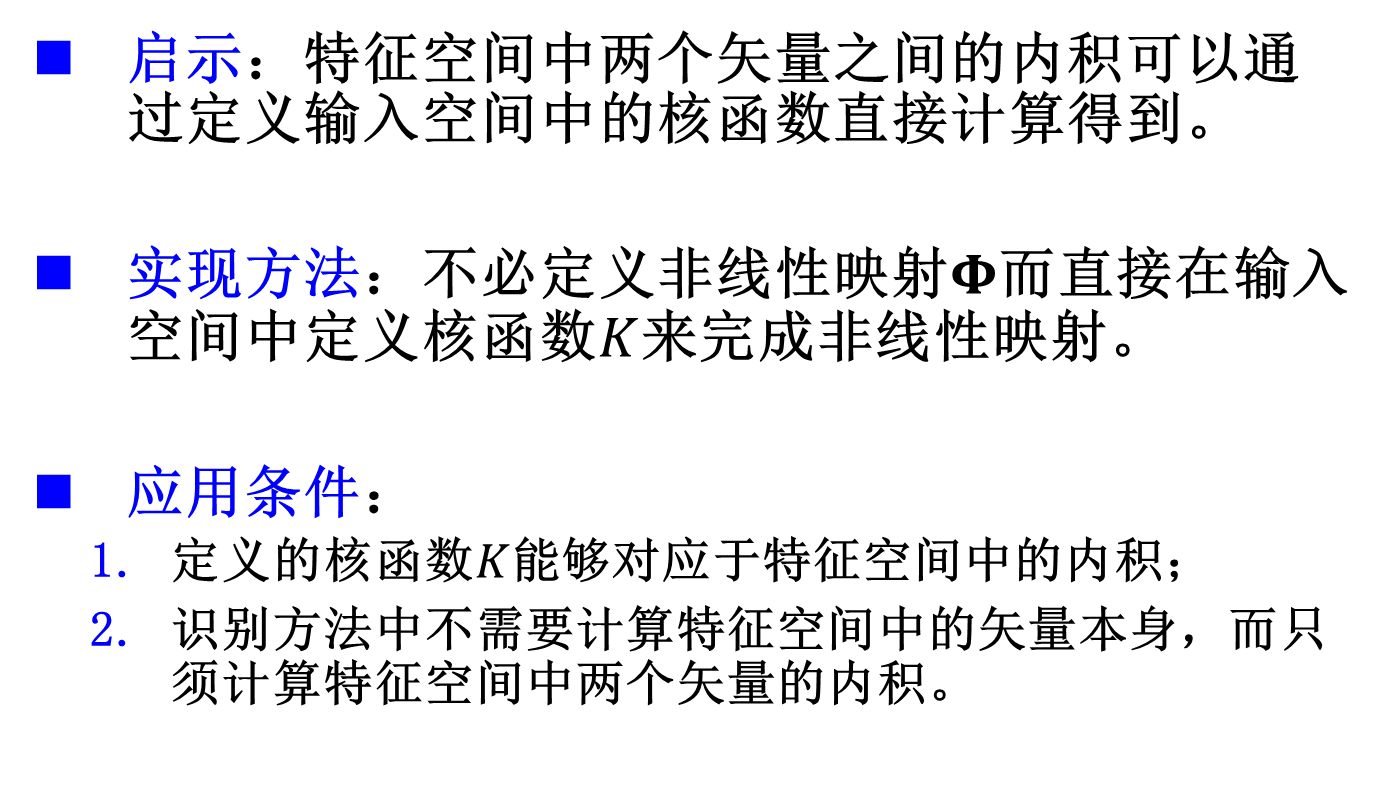 ■ 启示：特征空间中两个矢量之间的内积可以通
过定义输入空间中的核函数直接计算得到。
■ 实现方法：不必定义非线性映射Φ而直接在输入
空间中定义核函数K来完成非线性映射。
■ 应用条件：
1. 定义的核函数K能够对应于特征空间中的内积；
2. 识别方法中不需要计算特征空间中的矢量本身，而只
须计算特征空间中两个矢量的内积。